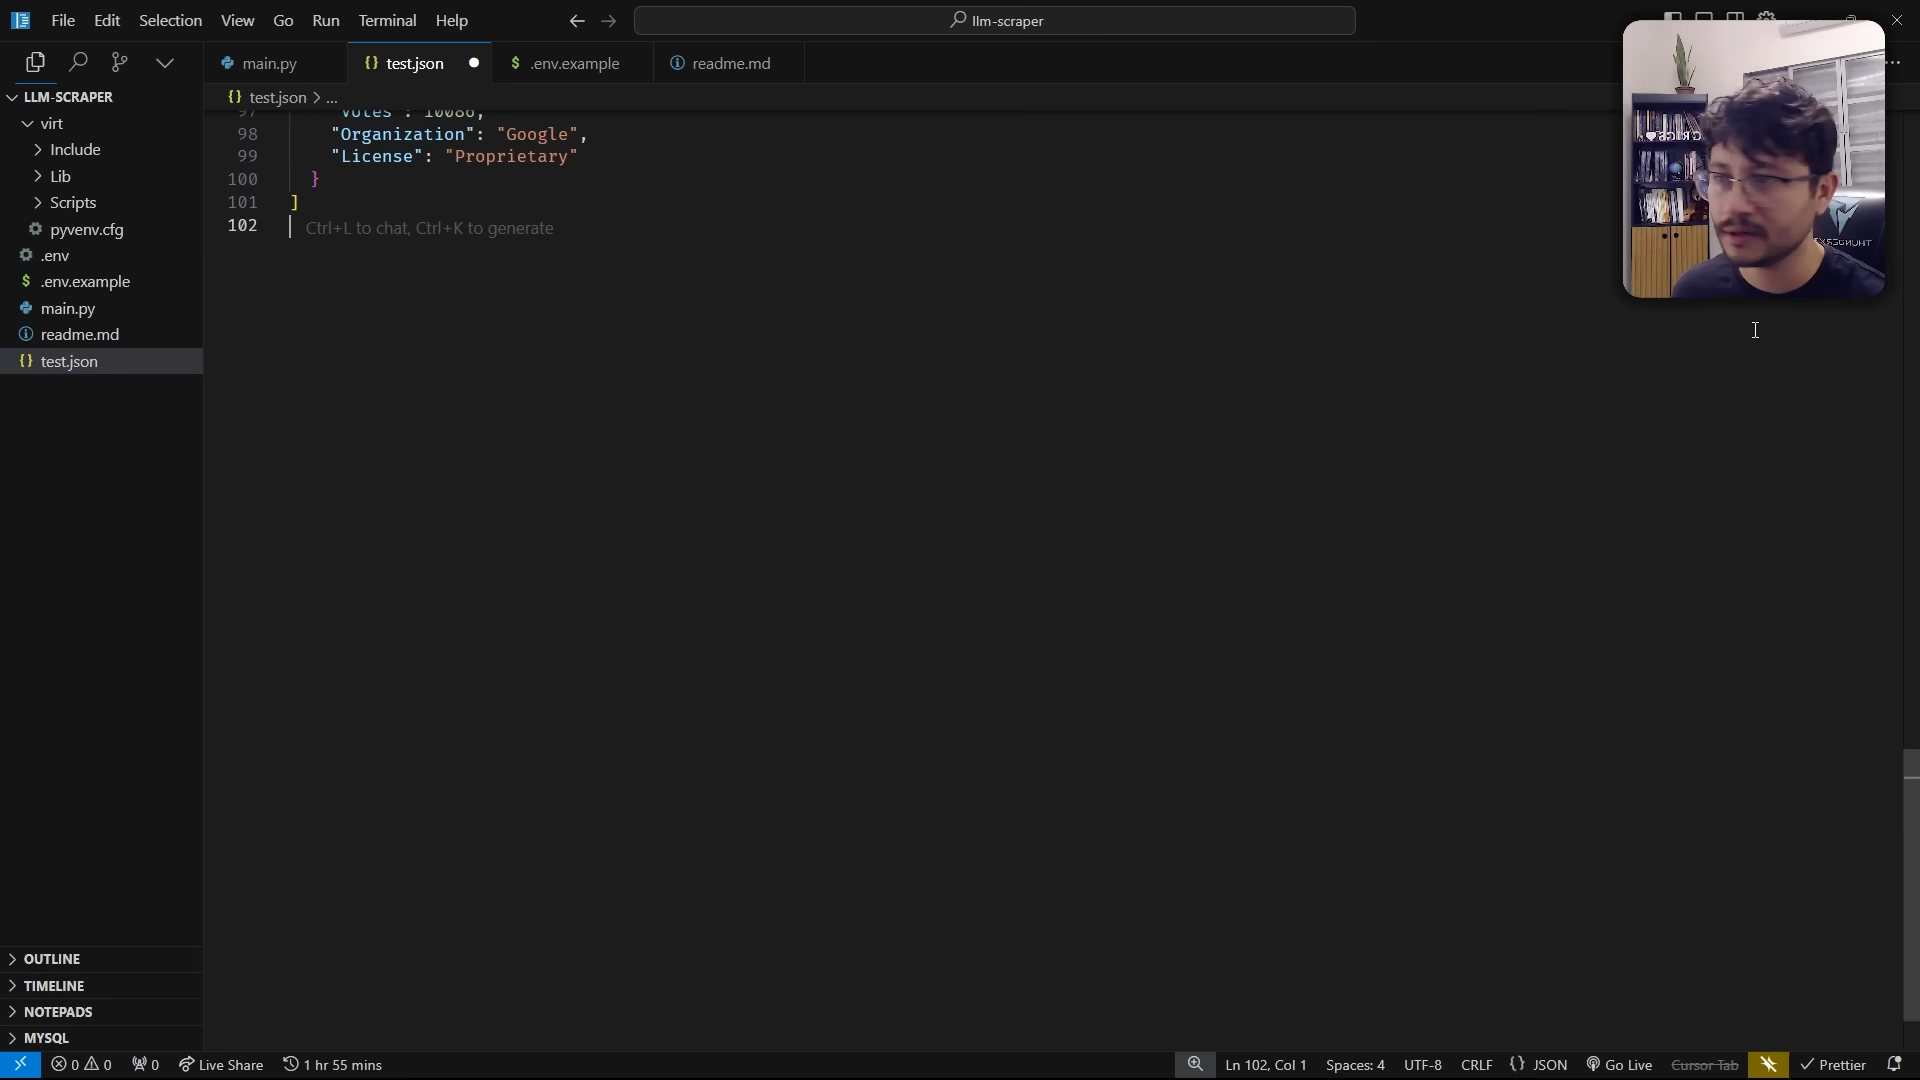 File Edit Selection View Go Run Terminal Help
llm-scraper
main.py
test.json
.env.example
readme.md
LLM-SCRAPER
test.json > ...
virt
Include
Lib
Scripts
pyvenv.cfg
.env
.env.example
main.py
readme.md
test.json
97 "Votes": 10086,
98 "Organization": "Google",
99 "License": "Proprietary"
100 }
101 ]
102 Ctrl+L to chat, Ctrl+K to generate
OUTLINE
TIMELINE
NOTEPADS
MYSQL
0 0 0 Live Share 1 hr 55 mins
Ln 102, Col 1 Spaces: 4 UTF-8 CRLF {} JSON Go Live Cursor Tab Prettier